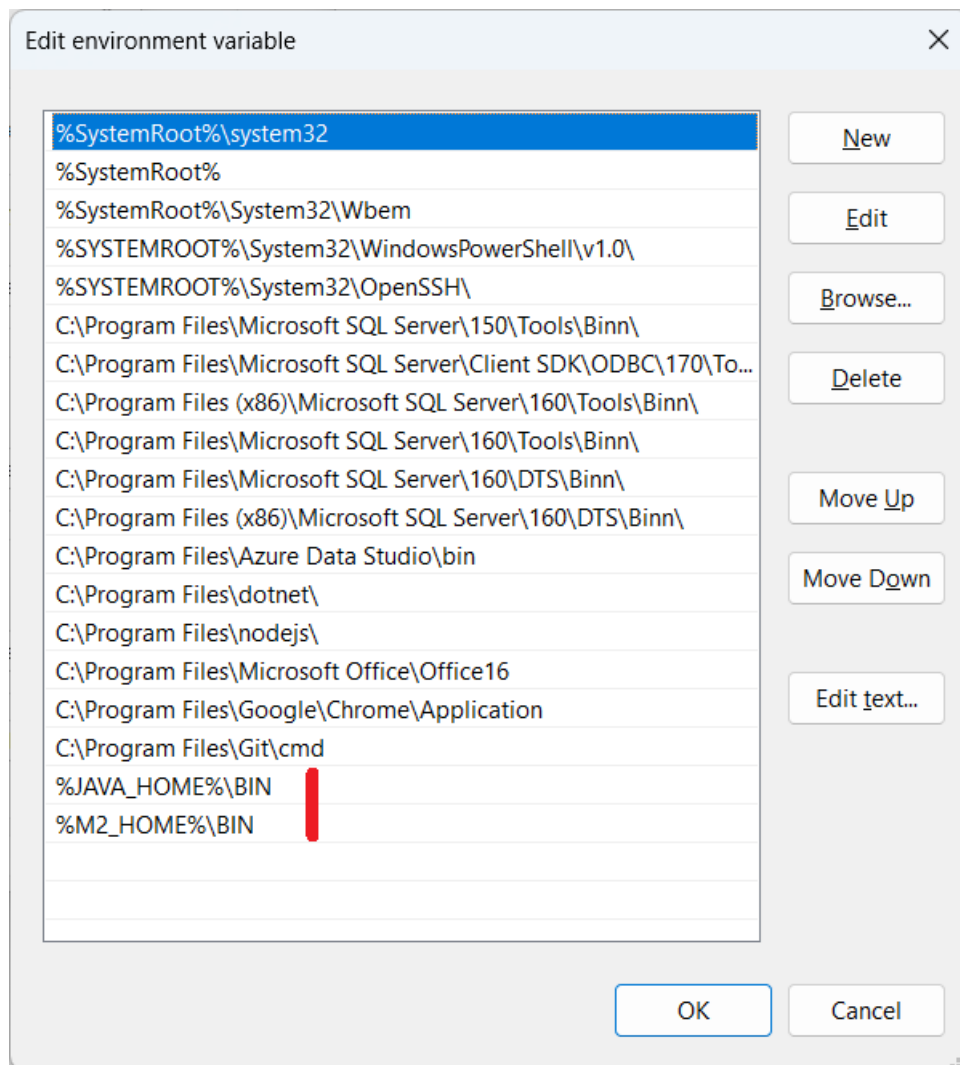 Edit environment variable
%SystemRoot%\system32
%SystemRoot%
%SystemRoot%\System32\Wbem
%SYSTEMROOT%\System32\WindowsPowerShell\v1.0\
%SYSTEMROOT%\System32\OpenSSH\
C:\Program Files\Microsoft SQL Server\150\Tools\Binn\
C:\Program Files\Microsoft SQL Server\Client SDK\ODBC\170\To...
C:\Program Files (x86)\Microsoft SQL Server\160\Tools\Binn\
C:\Program Files\Microsoft SQL Server\160\Tools\Binn\
C:\Program Files\Microsoft SQL Server\160\DTS\Binn\
C:\Program Files (x86)\Microsoft SQL Server\160\DTS\Binn\
C:\Program Files\Azure Data Studio\bin
C:\Program Files\dotnet\
C:\Program Files\nodejs\
C:\Program Files\Microsoft Office\Office16
C:\Program Files\Google\Chrome\Application
C:\Program Files\Git\cmd
%JAVA_HOME%\BIN
%M2_HOME%\BIN
New
Edit
Browse...
Delete
Move Up
Move Down
Edit text...
OK
Cancel